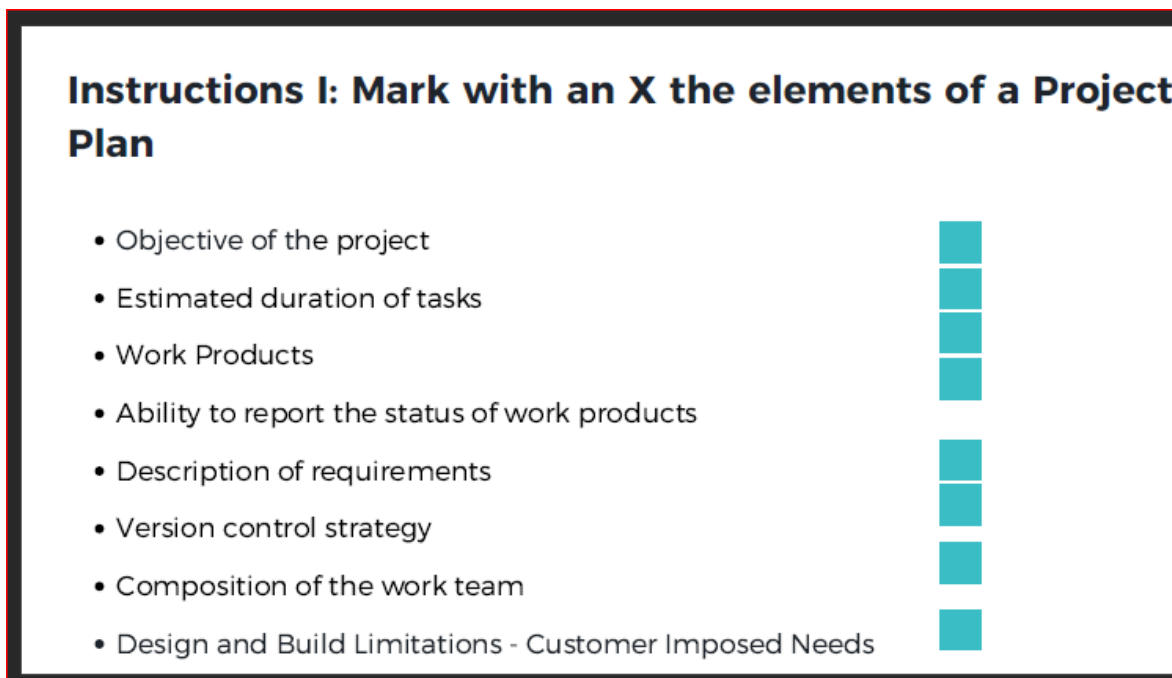 Instructions I: Mark with an X the elements of a Project
Plan
• Objective of the project
• Estimated duration of tasks
• Work Products
• Ability to report the status of work products
• Description of requirements
• Version control strategy
• Composition of the work team
• Design and Build Limitations - Customer Imposed Needs